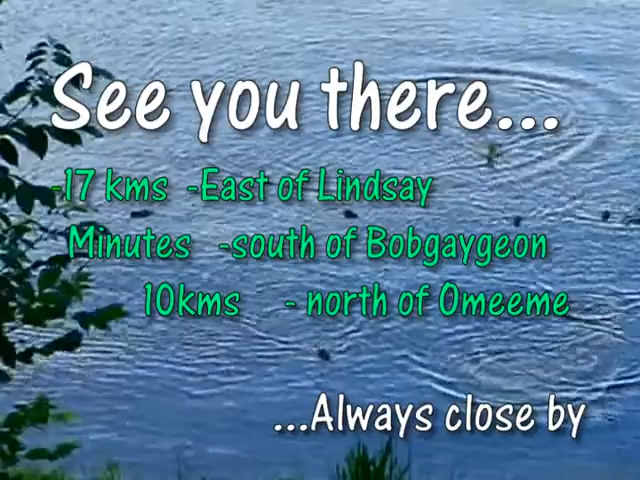 See you there...
-17 kms -East of Lindsay
Minutes -south of Bobgaygeon
10kms - north of Omeeme
...Always close by